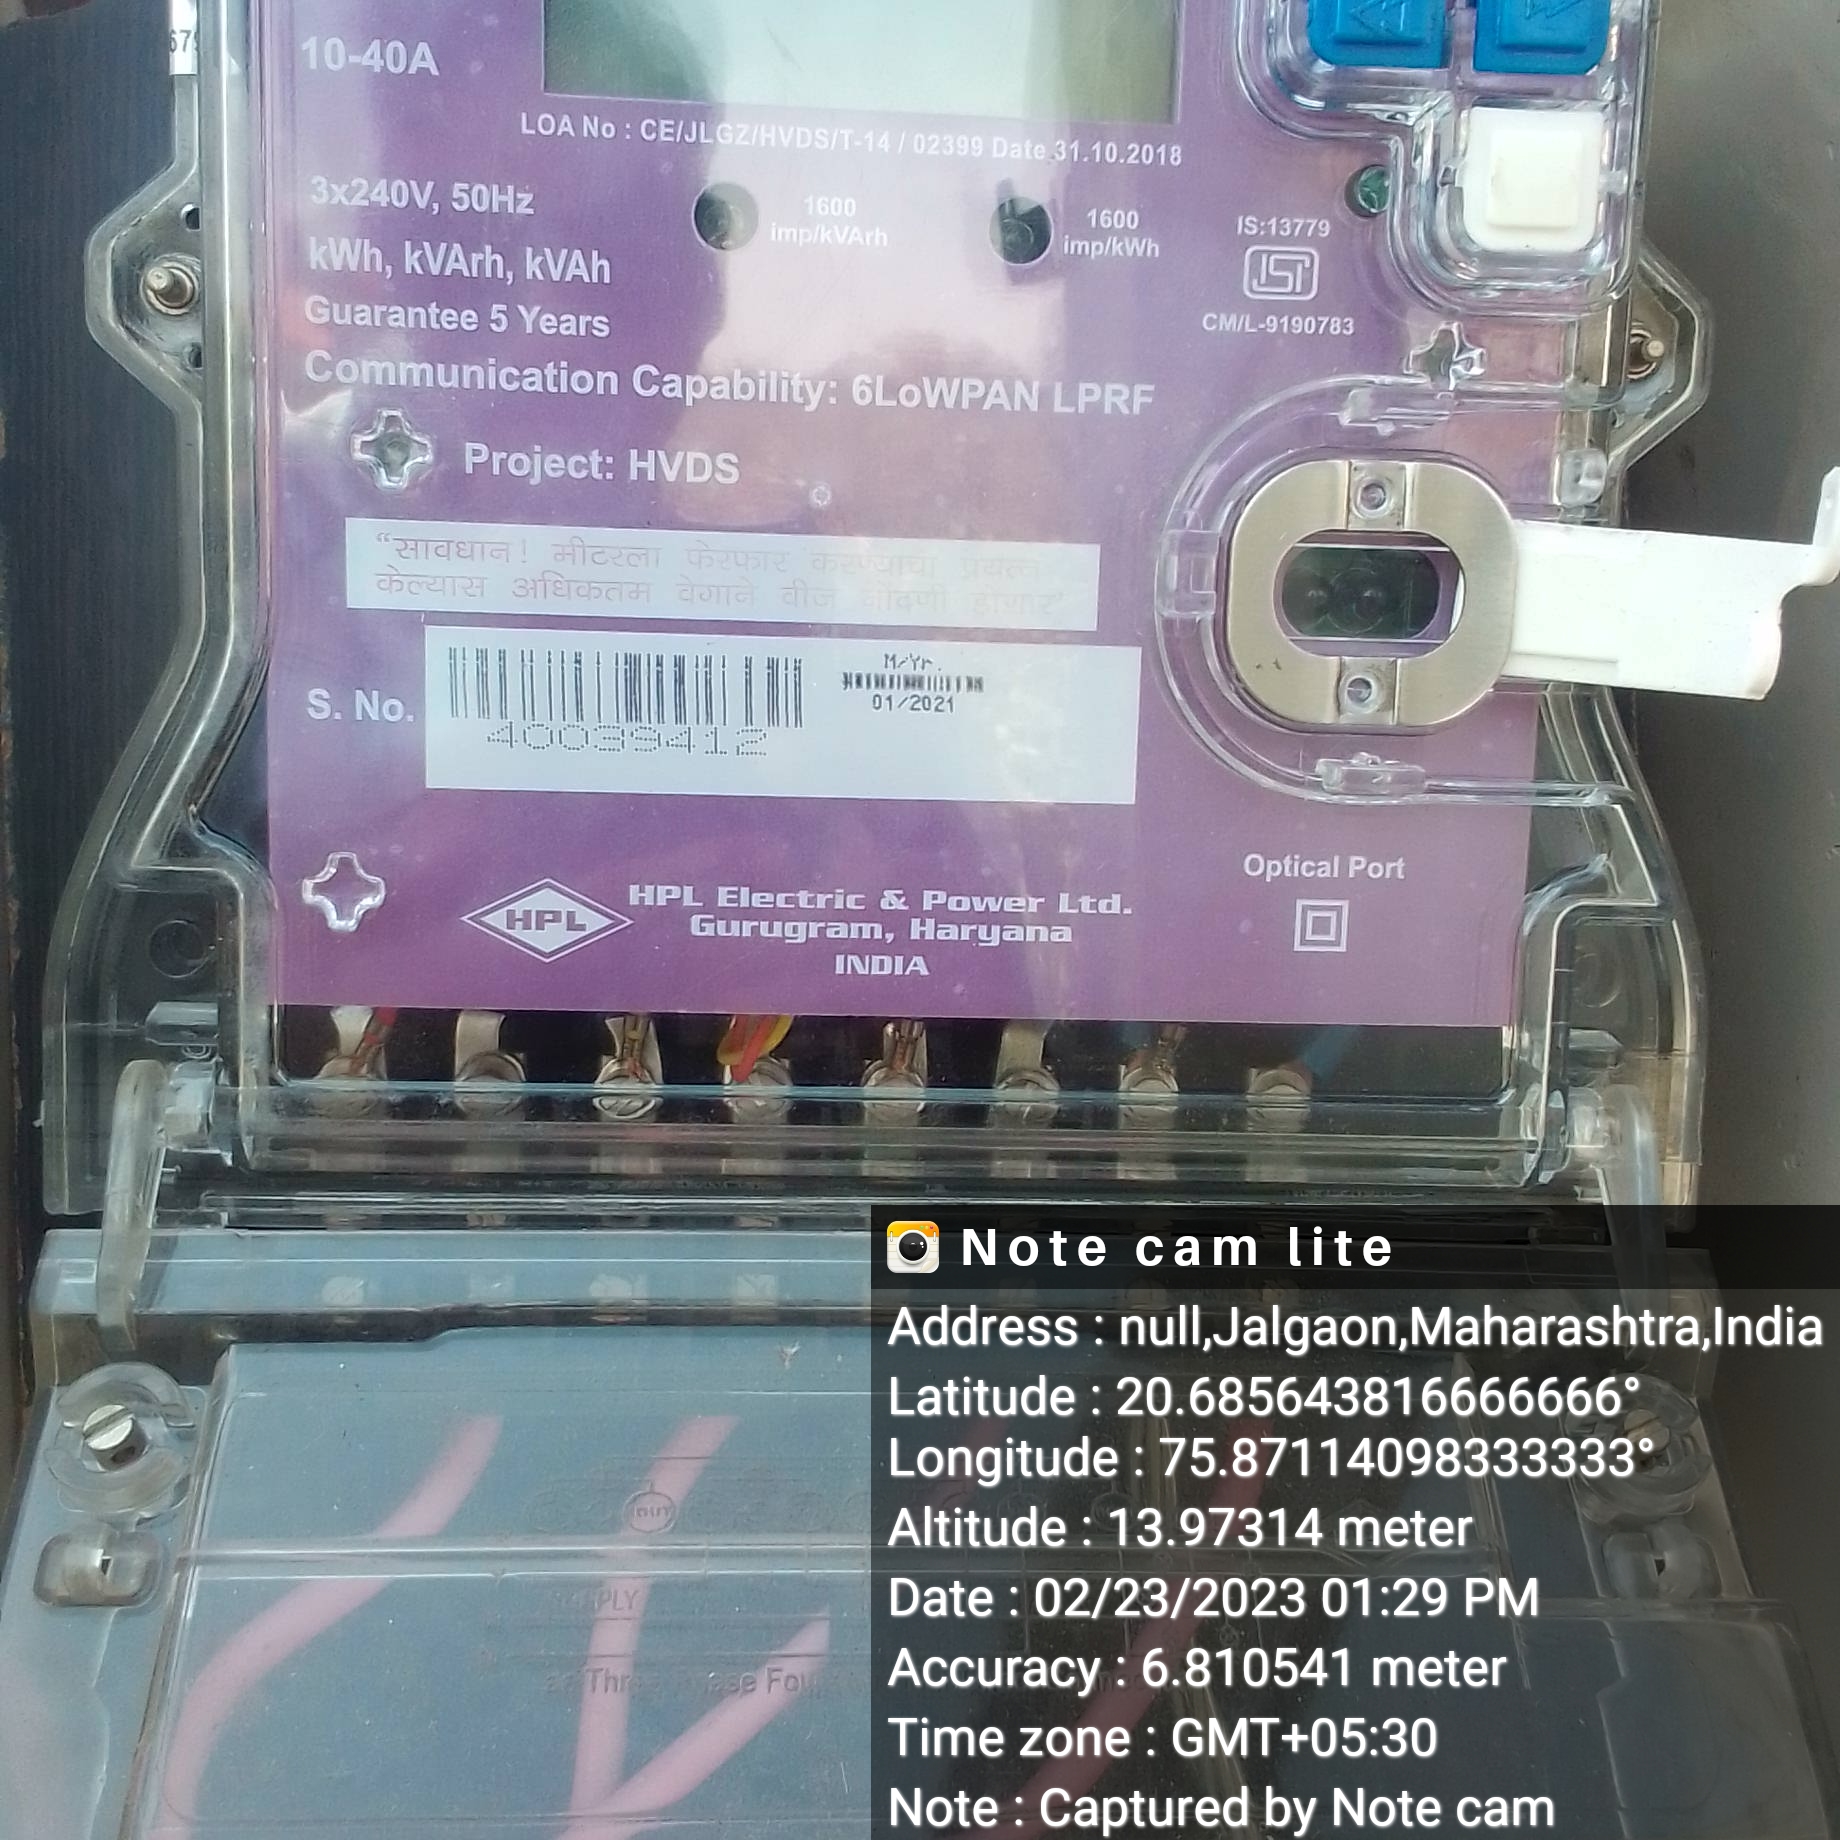 10-40A
LOA No : CE/JLGZ/HVDS/T-14 / 02399 Date 31.10.2018
3x240V, 50Hz
1600
imp/kVArh
1600
imp/kWh
IS:13779
ISI
CM/L-9190783
kWh, kVArh, kVAh
Guarantee 5 Years
Communication Capability: 6LoWPAN LPRF
Project: HVDS
“सावधान! मीटरला फेरफार करण्याचा प्रयत्न
केल्यास अधिकतम वेगाने वीज नोंदणी होणार”
S. No.
40039412
M/Yr.
01/2021
Optical Port
HPL
HPL Electric & Power Ltd.
Gurugram, Haryana
INDIA
Note cam lite
Address : null,Jalgaon,Maharashtra,India
Latitude : 20.685643816666666°
Longitude : 75.87114098333333°
Altitude : 13.97314 meter
Date : 02/23/2023 01:29 PM
Accuracy : 6.810541 meter
Time zone : GMT+05:30
Note : Captured by Note cam